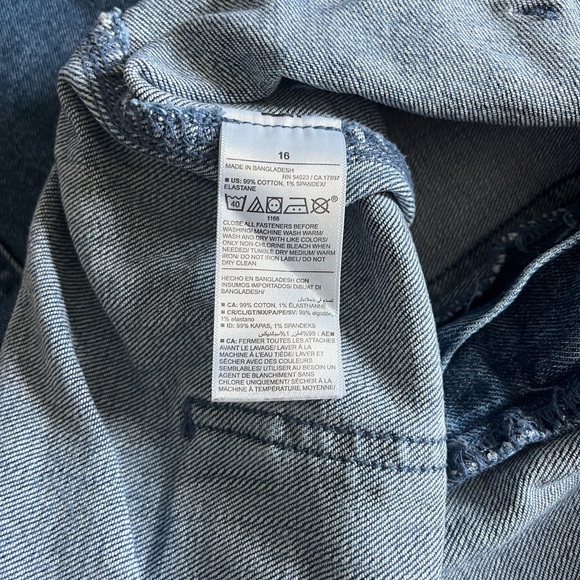 16
MADE IN BANGLADESH
RN 54023 / CA 17897
■ US: 99% COTTON, 1% SPANDEX/
ELASTANE
40
1166
CLOSE ALL FASTENERS BEFORE
WASHING/ MACHINE WASH WARM/
WASH AND DRY WITH LIKE COLORS/
ONLY NON-CHLORINE BLEACH WHEN
NEEDED/ TUMBLE DRY MEDIUM/ WARM
IRON/ DO NOT IRON LABEL/ DO NOT
DRY CLEAN
HECHO EN BANGLADESH CON
INSUMOS IMPORTADOS/ DIBUAT DI
BANGLADESH/
■ CA: 99% COTON, 1% ÉLASTHANNE
■ CR/CL/GT/MX/PA/PE/SV: 99% algodón,
1% elastano
■ ID: 99% KAPAS, 1% SPANDEKS
■ CA: FERMER TOUTES LES ATTACHES
AVANT LE LAVAGE/ LAVER À LA
MACHINE À L'EAU TIÈDE/ LAVER ET
SÉCHER AVEC DES COULEURS
SEMBLABLES/ UTILISER AU BESOIN UN
AGENT DE BLANCHIMENT SANS
CHLORE UNIQUEMENT/ SÉCHER À LA
MACHINE À TEMPÉRATURE MOYENNE/